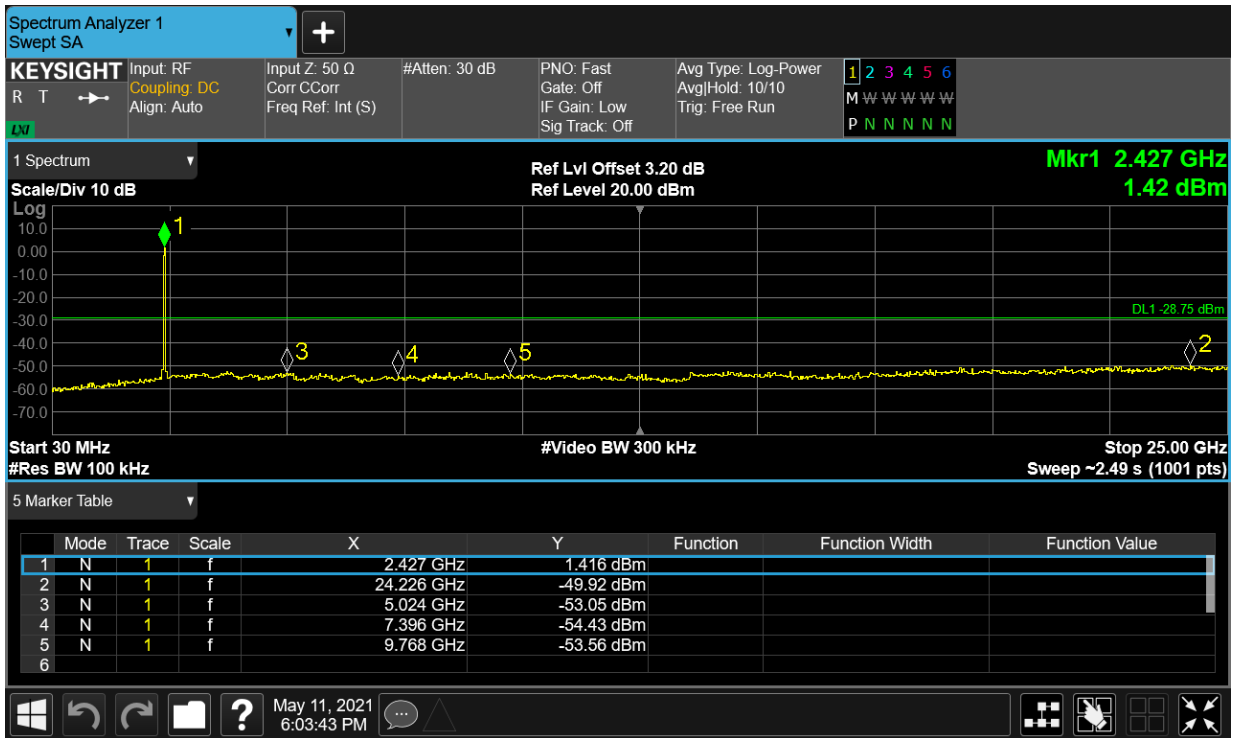 Spectrum Analyzer 1
Swept SA
KEYSIGHT
R T
LXI
Input: RF
Coupling: DC
Align: Auto
Input Z: 50 Ω
Corr CCorr
Freq Ref: Int (S)
#Atten: 30 dB
PNO: Fast
Gate: Off
IF Gain: Low
Sig Track: Off
Avg Type: Log-Power
Avg|Hold: 10/10
Trig: Free Run
1 2 3 4 5 6
M W W W W W
P N N N N N
1 Spectrum
Scale/Div 10 dB
Ref Lvl Offset 3.20 dB
Ref Level 20.00 dBm
Mkr1 2.427 GHz
1.42 dBm
Log
10.0
0.00
-10.0
-20.0
-30.0
-40.0
-50.0
-60.0
-70.0
1
3
4
5
2
DL1 -28.75 dBm
Start 30 MHz
#Video BW 300 kHz
Stop 25.00 GHz
#Res BW 100 kHz
Sweep ~2.49 s (1001 pts)
5 Marker Table
Mode Trace Scale X Y Function Function Width Function Value
1 N 1 f 2.427 GHz 1.416 dBm
2 N 1 f 24.226 GHz -49.92 dBm
3 N 1 f 5.024 GHz -53.05 dBm
4 N 1 f 7.396 GHz -54.43 dBm
5 N 1 f 9.768 GHz -53.56 dBm
6
?
May 11, 2021
6:03:43 PM